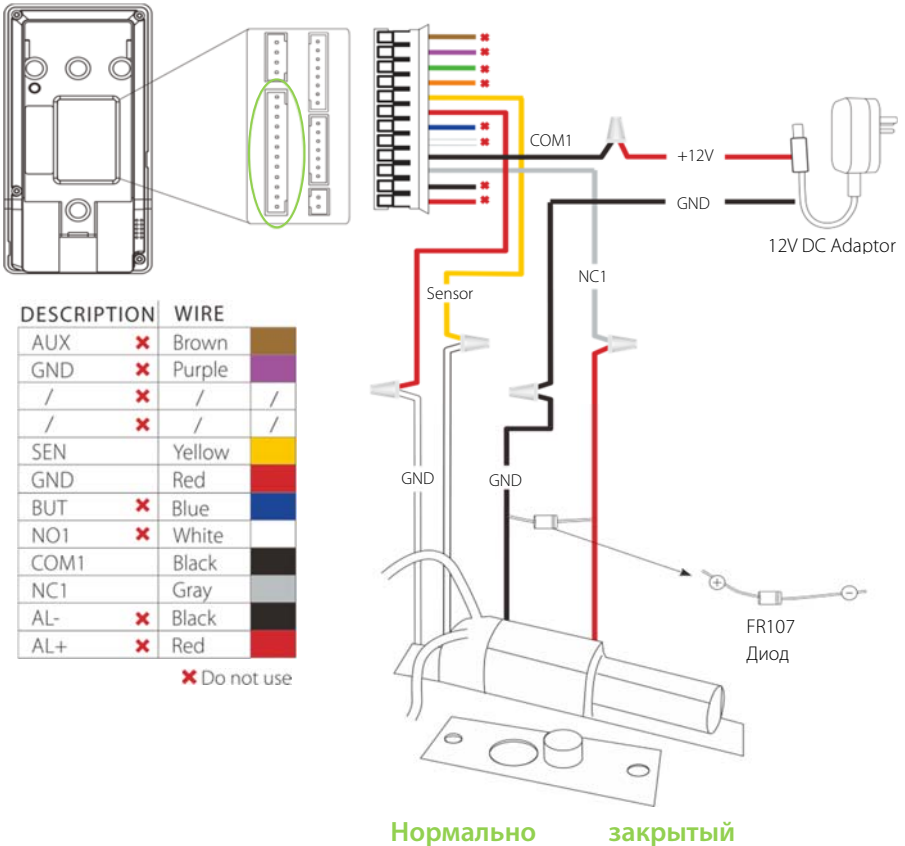 COM1
+12V
GND
12V DC Adaptor
NC1
Sensor
DESCRIPTION WIRE
AUX ✖ Brown
GND ✖ Purple
/ ✖ / /
/ ✖ / /
SEN Yellow
GND Red
BUT ✖ Blue
NO1 ✖ White
COM1 Black
NC1 Gray
AL- ✖ Black
AL+ ✖ Red
✖ Do not use
GND
GND
+
−
FR107
Диод
Нормально закрытый